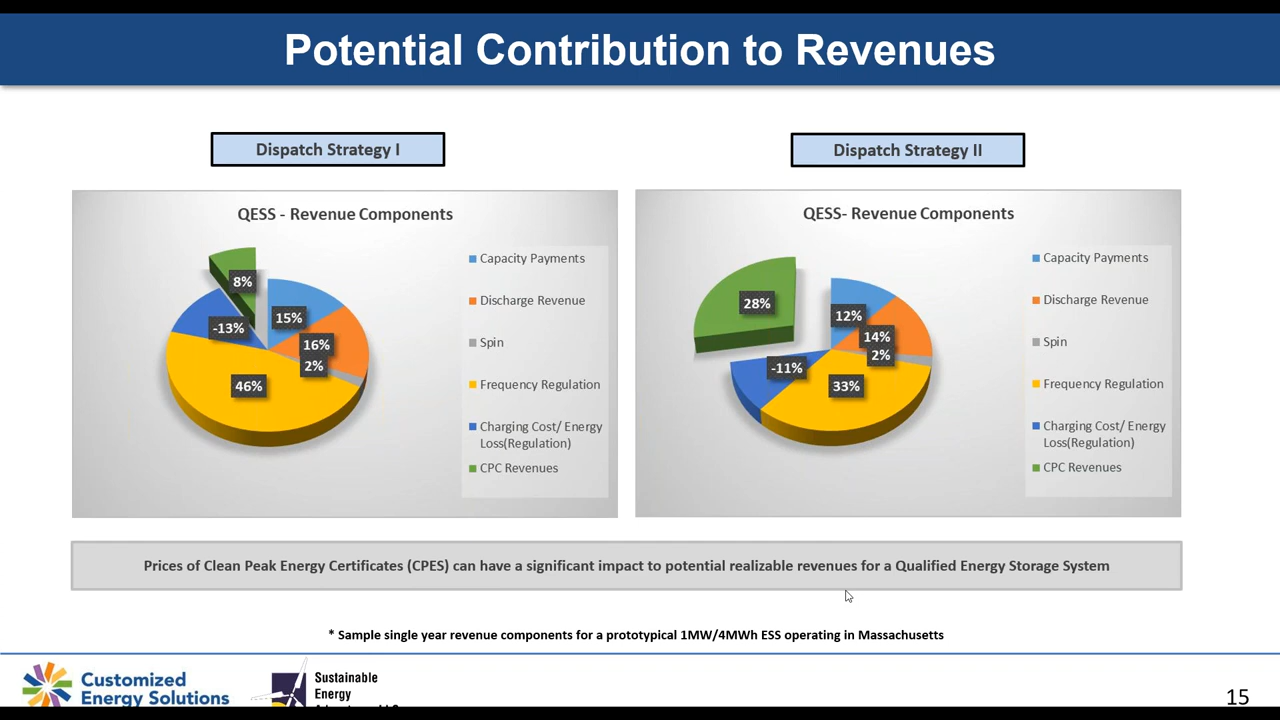 Potential Contribution to Revenues
Dispatch Strategy I
QESS - Revenue Components
8%
15%
-13%
16%
2%
46%
Capacity Payments
Discharge Revenue
Spin
Frequency Regulation
Charging Cost/ Energy
Loss(Regulation)
CPC Revenues
Dispatch Strategy II
QESS- Revenue Components
28%
12%
14%
2%
-11%
33%
Capacity Payments
Discharge Revenue
Spin
Frequency Regulation
Charging Cost/ Energy
Loss(Regulation)
CPC Revenues
Prices of Clean Peak Energy Certificates (CPES) can have a significant impact to potential realizable revenues for a Qualified Energy Storage System
* Sample single year revenue components for a prototypical 1MW/4MWh ESS operating in Massachusetts
Customized
Energy Solutions
Sustainable
Energy
15